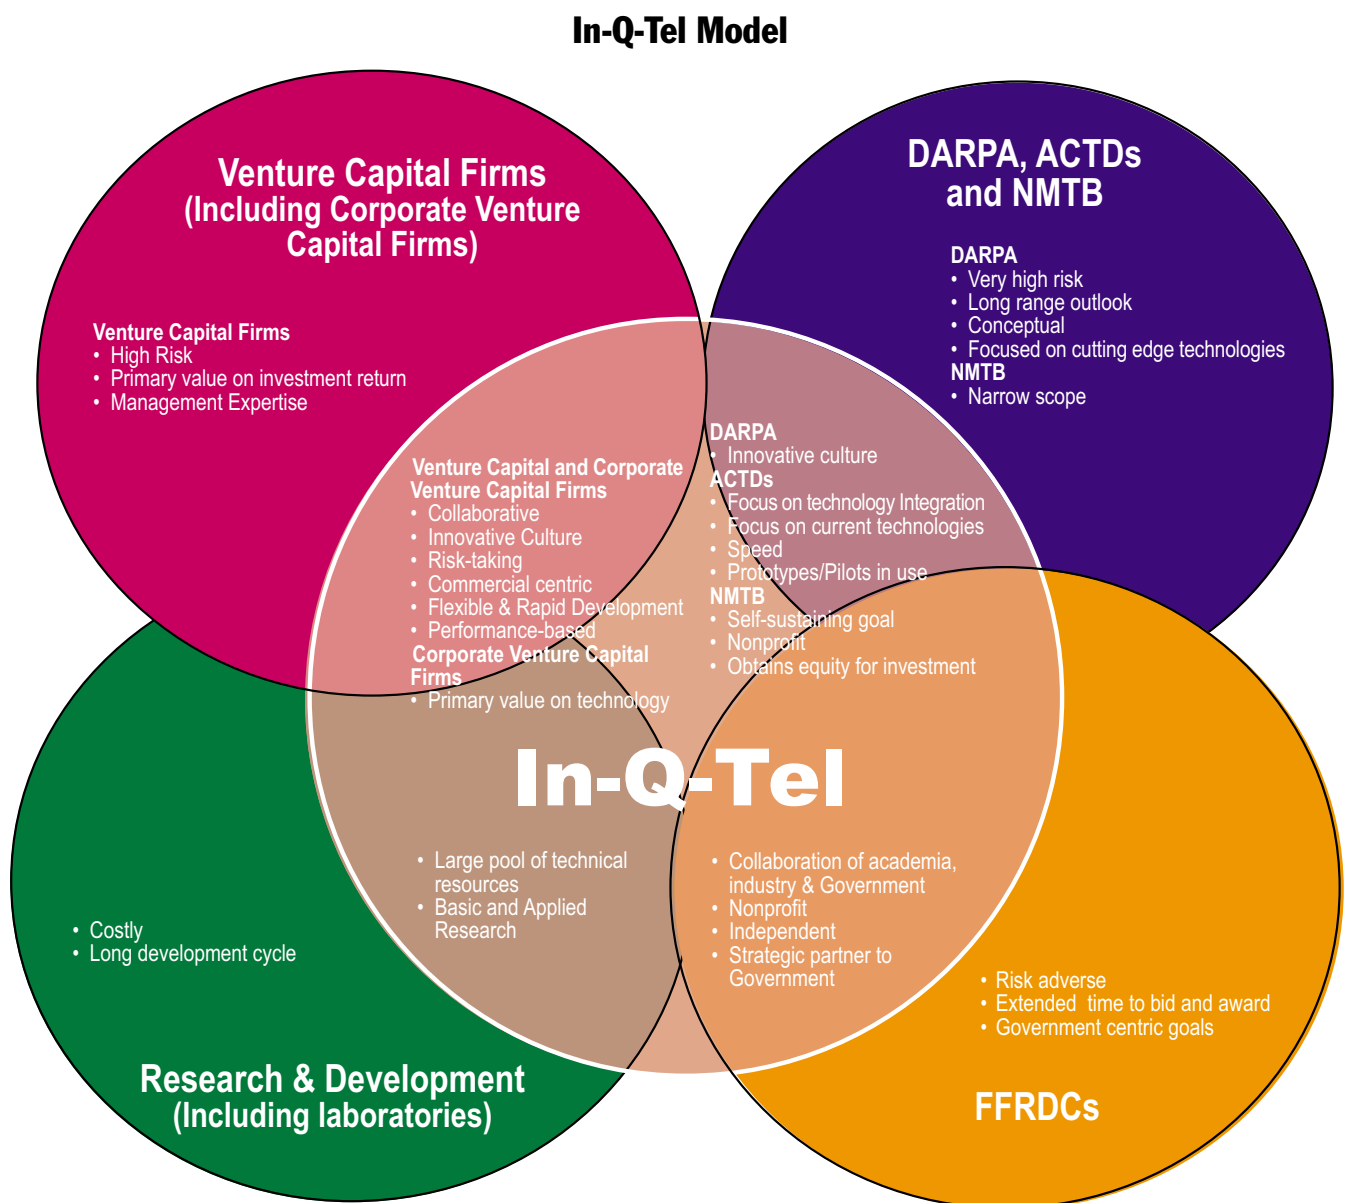 In-Q-Tel Model
Venture Capital Firms
(Including Corporate Venture
Capital Firms)
Venture Capital Firms
• High Risk
• Primary value on investment return
• Management Expertise
DARPA, ACTDs
and NMTB
DARPA
• Very high risk
• Long range outlook
• Conceptual
• Focused on cutting edge technologies
NMTB
• Narrow scope
Venture Capital and Corporate
Venture Capital Firms
• Collaborative
• Innovative Culture
• Risk-taking
• Commercial centric
• Flexible & Rapid Development
• Performance-based
Corporate Venture Capital
Firms
• Primary value on technology
DARPA
• Innovative culture
ACTDs
• Focus on technology Integration
• Focus on current technologies
• Speed
• Prototypes/Pilots in use
NMTB
• Self-sustaining goal
• Nonprofit
• Obtains equity for investment
In-Q-Tel
• Large pool of technical
resources
• Basic and Applied
Research
• Collaboration of academia,
industry & Government
• Nonprofit
• Independent
• Strategic partner to
Government
• Costly
• Long development cycle
Research & Development
(Including laboratories)
• Risk adverse
• Extended time to bid and award
• Government centric goals
FFRDCs